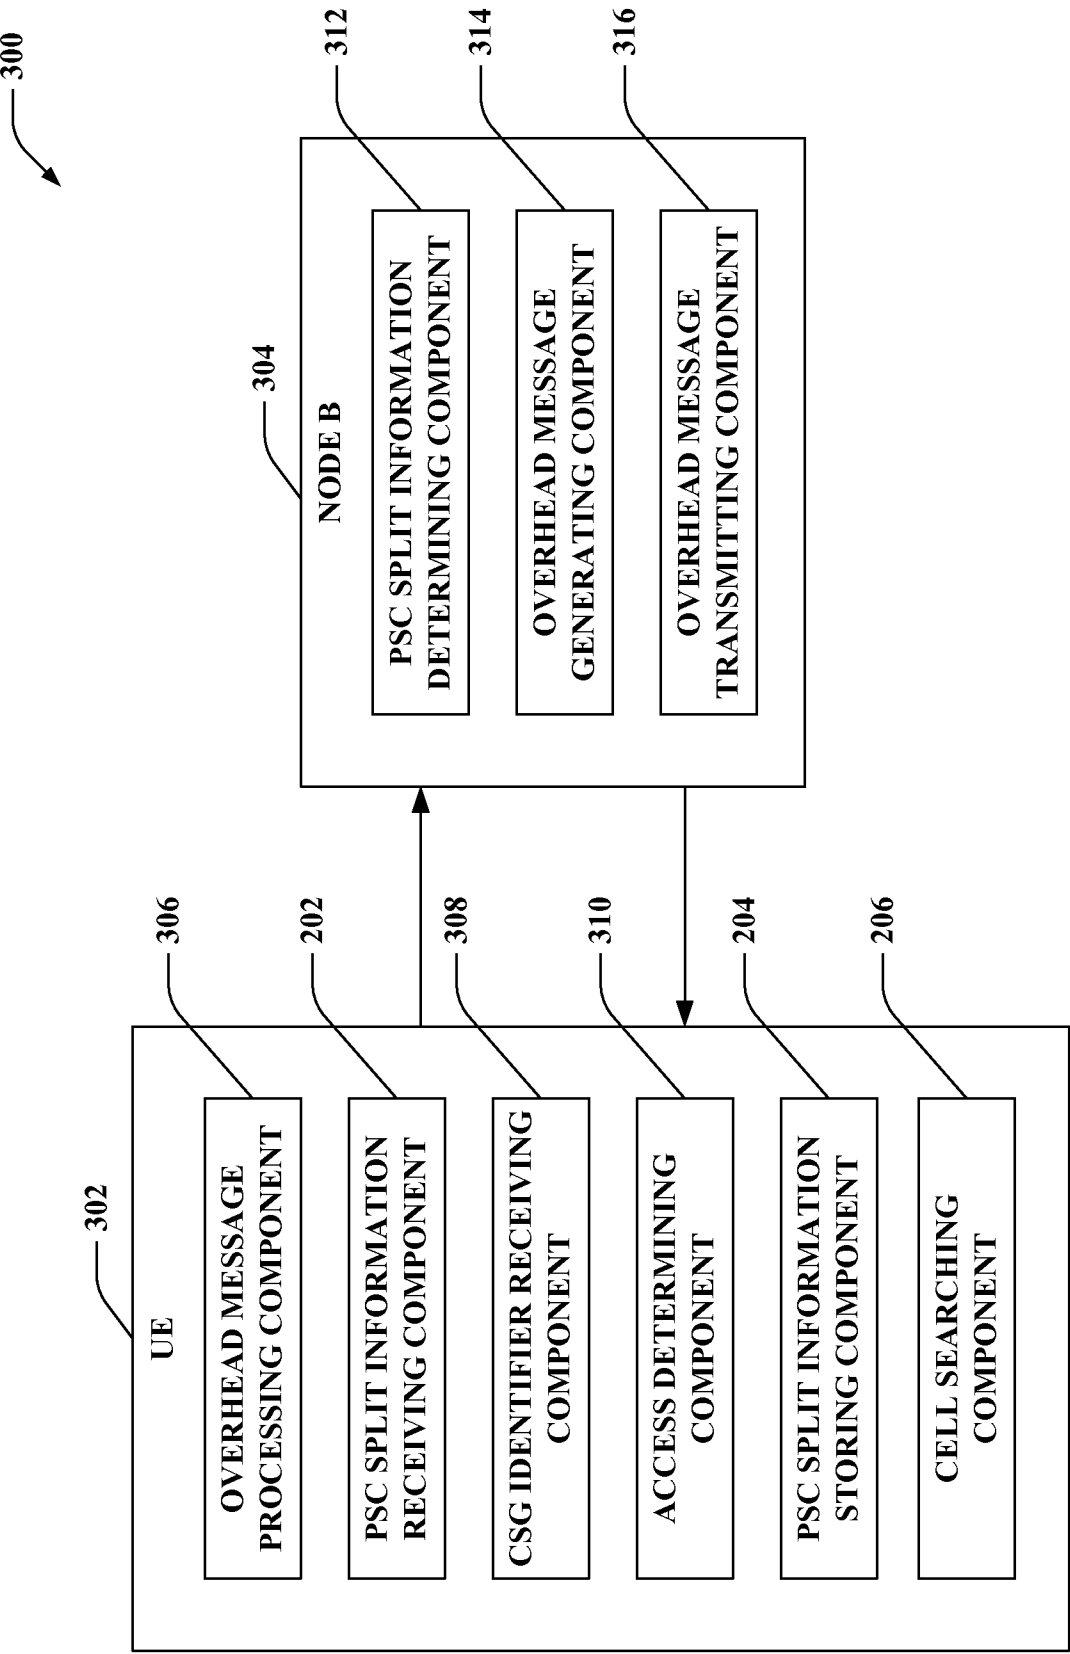 300
302
UE
306
OVERHEAD MESSAGE
PROCESSING COMPONENT
202
PSC SPLIT INFORMATION
RECEIVING COMPONENT
308
CSG IDENTIFIER RECEIVING
COMPONENT
310
ACCESS DETERMINING
COMPONENT
204
PSC SPLIT INFORMATION
STORING COMPONENT
206
CELL SEARCHING
COMPONENT
304
NODE B
312
PSC SPLIT INFORMATION
DETERMINING COMPONENT
314
OVERHEAD MESSAGE
GENERATING COMPONENT
316
OVERHEAD MESSAGE
TRANSMITTING COMPONENT